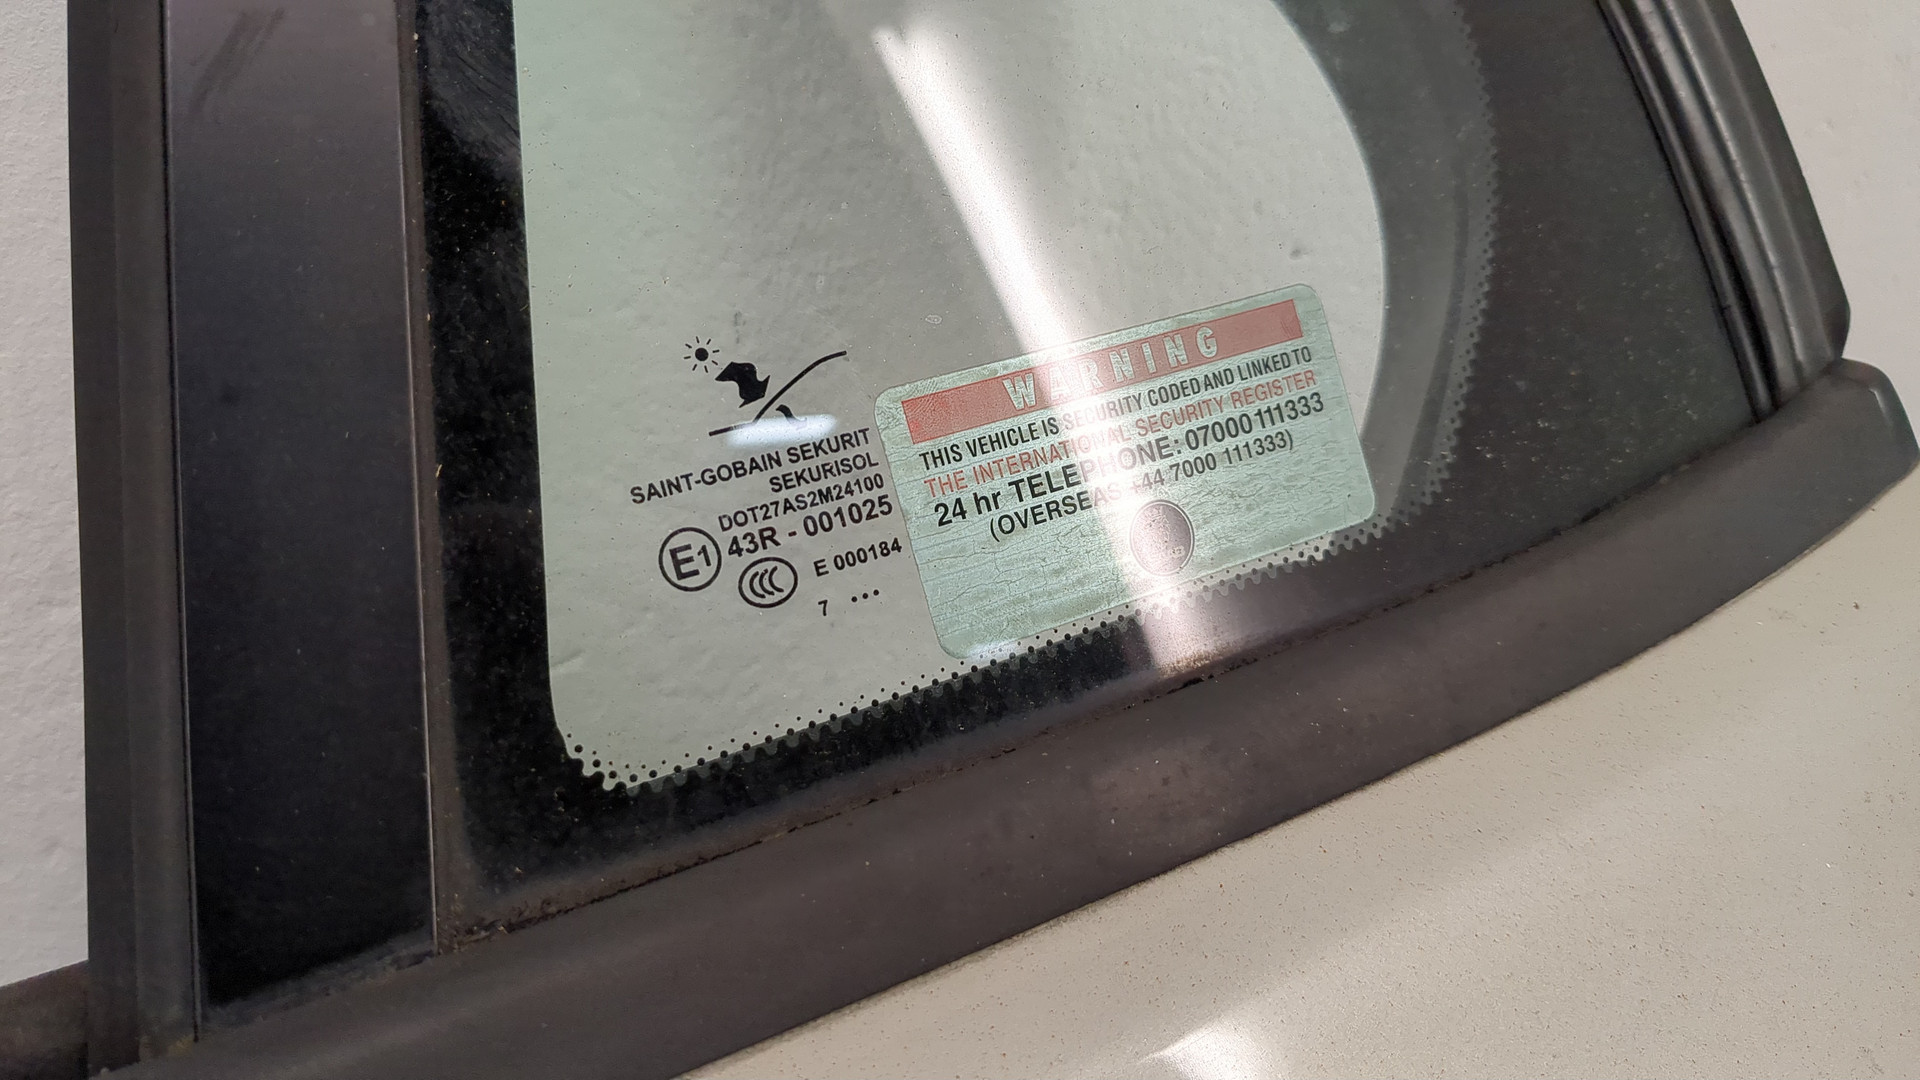 SAINT-GOBAIN SEKURIT
SEKURISOL
DOT27AS2M24100
E1 43R - 001025
CCC E 000184
7 •••
WARNING
THIS VEHICLE IS SECURITY CODED AND LINKED TO
THE INTERNATIONAL SECURITY REGISTER
24 hr TELEPHONE: 07000 111333
(OVERSEAS +44 7000 111333)